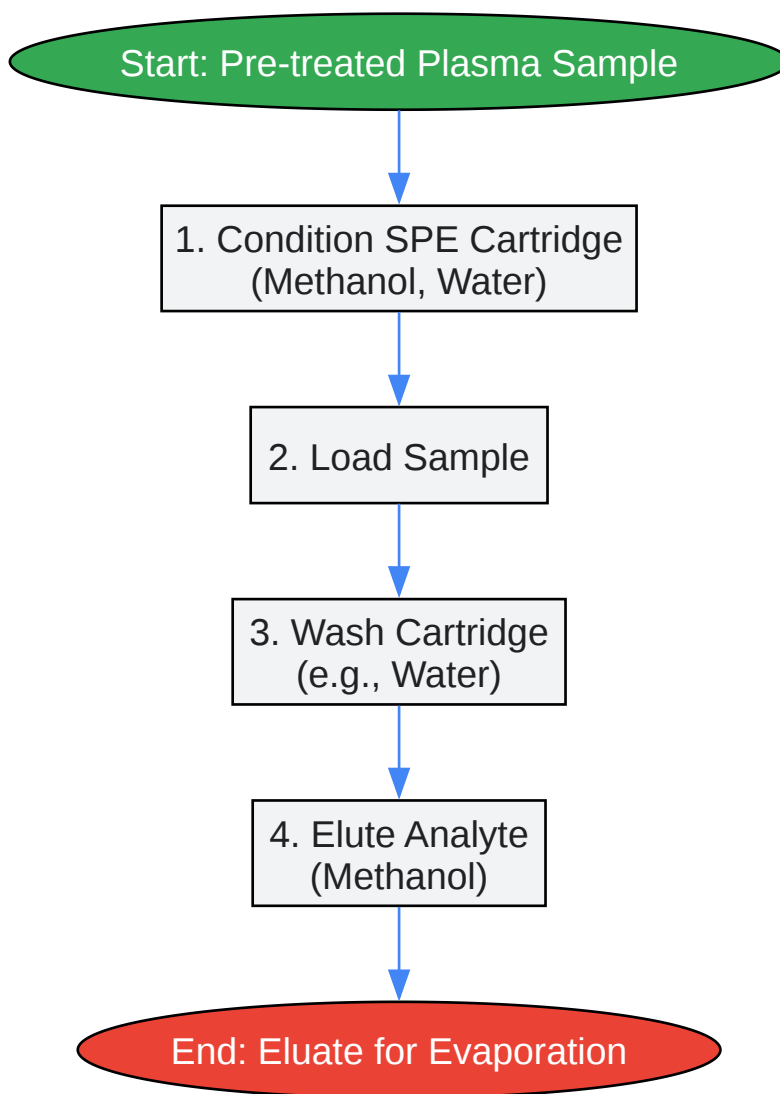 Start: Pre-treated Plasma Sample
1. Condition SPE Cartridge
(Methanol, Water)
2. Load Sample
3. Wash Cartridge
(e.g., Water)
4. Elute Analyte
(Methanol)
End: Eluate for Evaporation